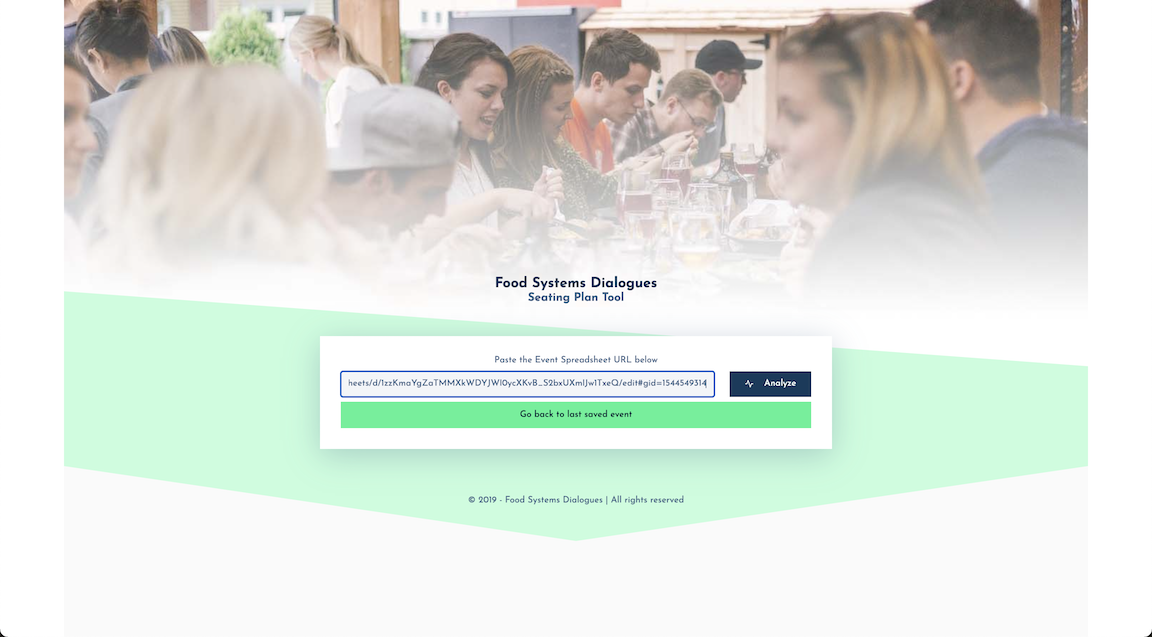 Food Systems Dialogues
Seating Plan Tool
Paste the Event Spreadsheet URL below
heets/d/1zzKmaYgZaTMMXkWDYJWI0ycXKvB_S2bxUXmlJw1TxeQ/edit#gid=1544549314
Analyze
Go back to last saved event
© 2019 - Food Systems Dialogues | All rights reserved